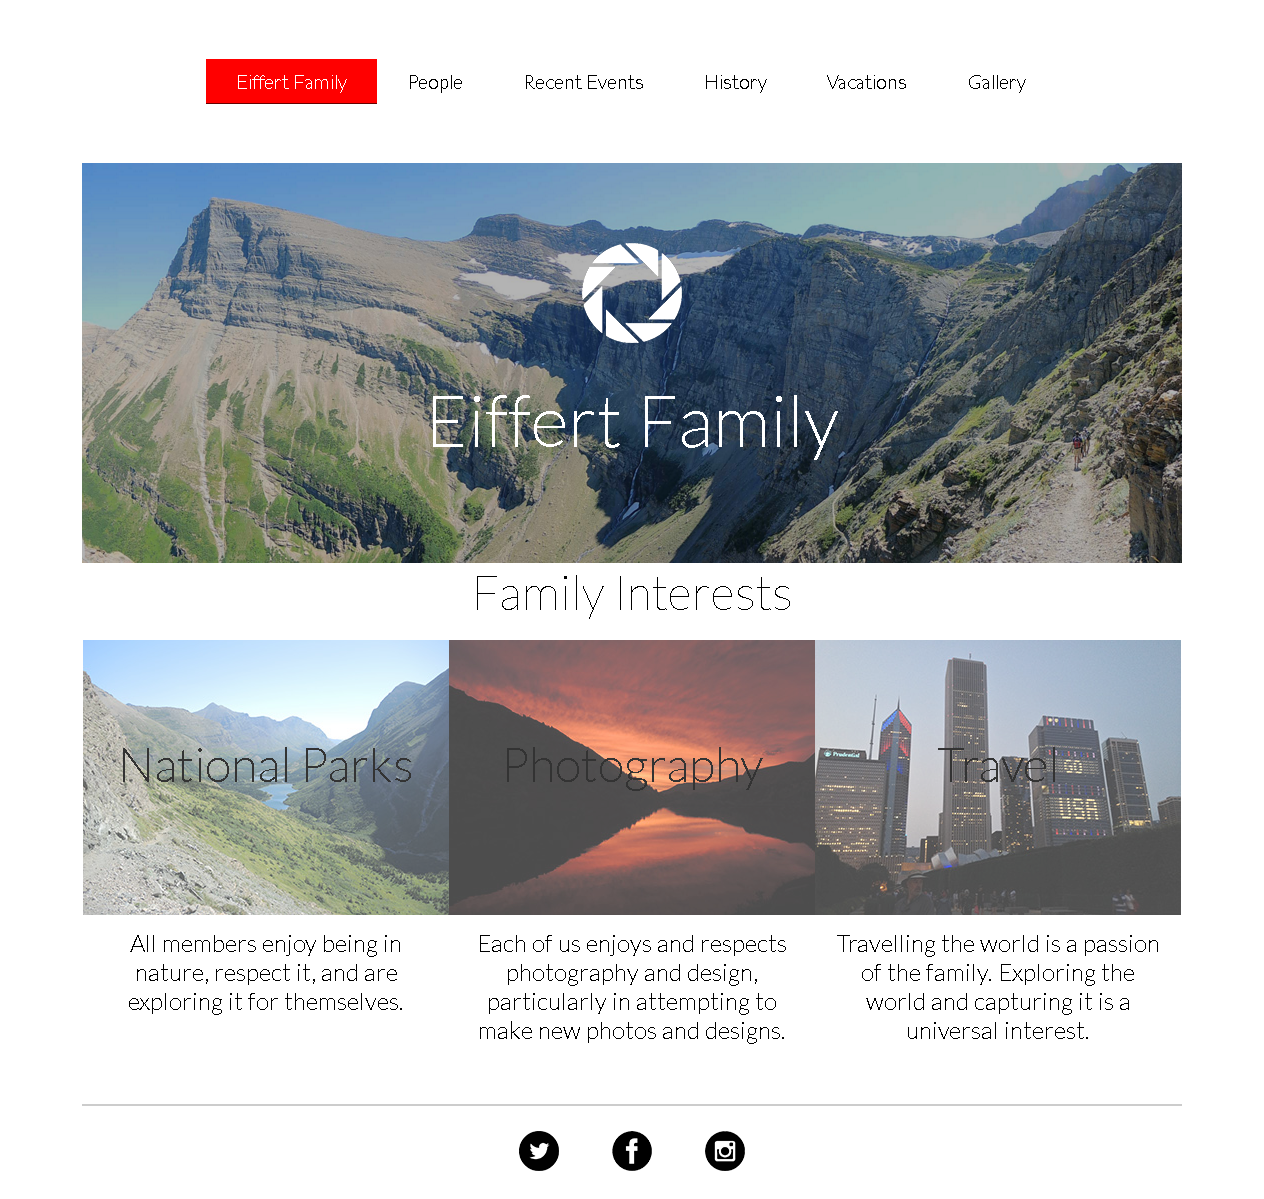 Eiffert Family People Recent Events History Vacations Gallery
Eiffert Family
Family Interests
National Parks Photography Travel
Prudential
All members enjoy being in
nature, respect it, and are
exploring it for themselves.
Each of us enjoys and respects
photography and design,
particularly in attempting to
make new photos and designs.
Travelling the world is a passion
of the family. Exploring the
world and capturing it is a
universal interest.